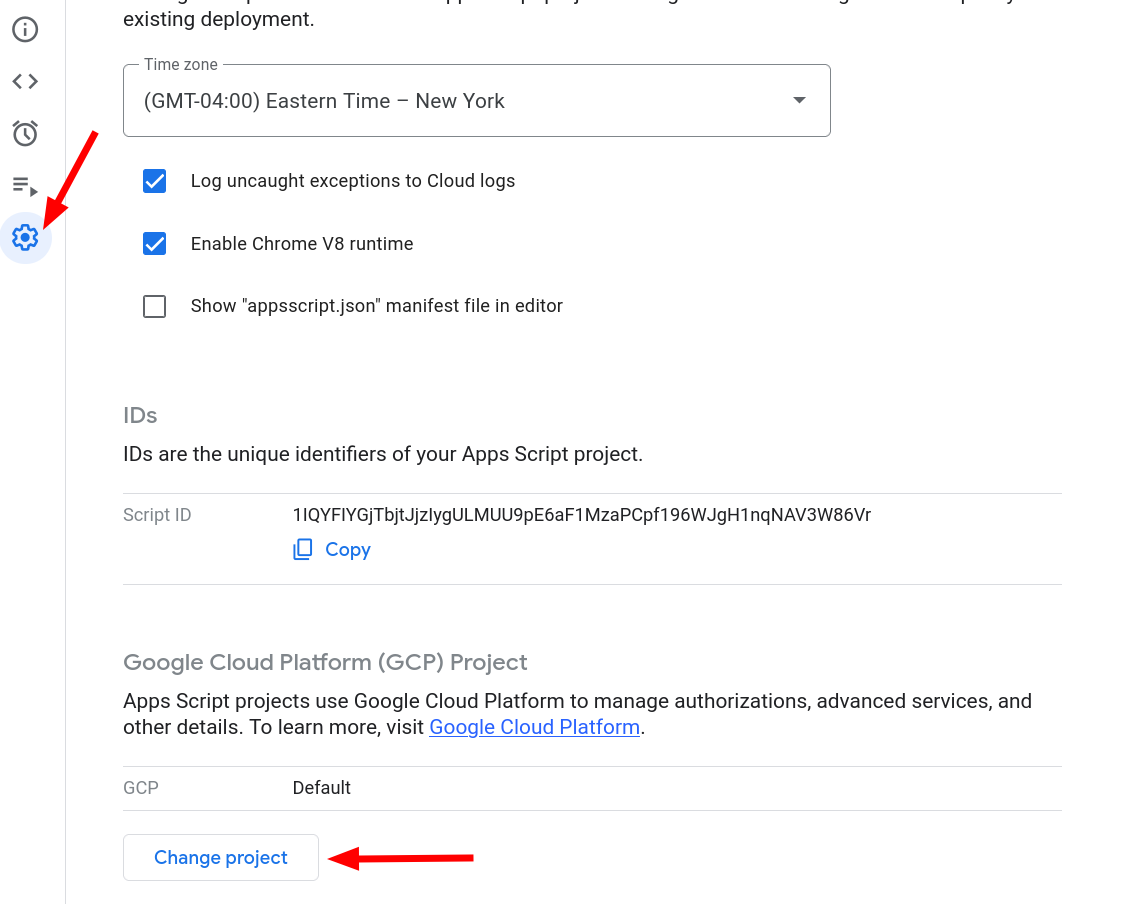 existing deployment.
Time zone
(GMT-04:00) Eastern Time – New York
Log uncaught exceptions to Cloud logs
Enable Chrome V8 runtime
Show "appsscript.json" manifest file in editor
IDs
IDs are the unique identifiers of your Apps Script project.
Script ID
1IQYFIYGjTbjtJjzIygULMUU9pE6aF1MzaPCpf196WJgH1nqNAV3W86Vr
Copy
Google Cloud Platform (GCP) Project
Apps Script projects use Google Cloud Platform to manage authorizations, advanced services, and
other details. To learn more, visit Google Cloud Platform.
GCP
Default
Change project